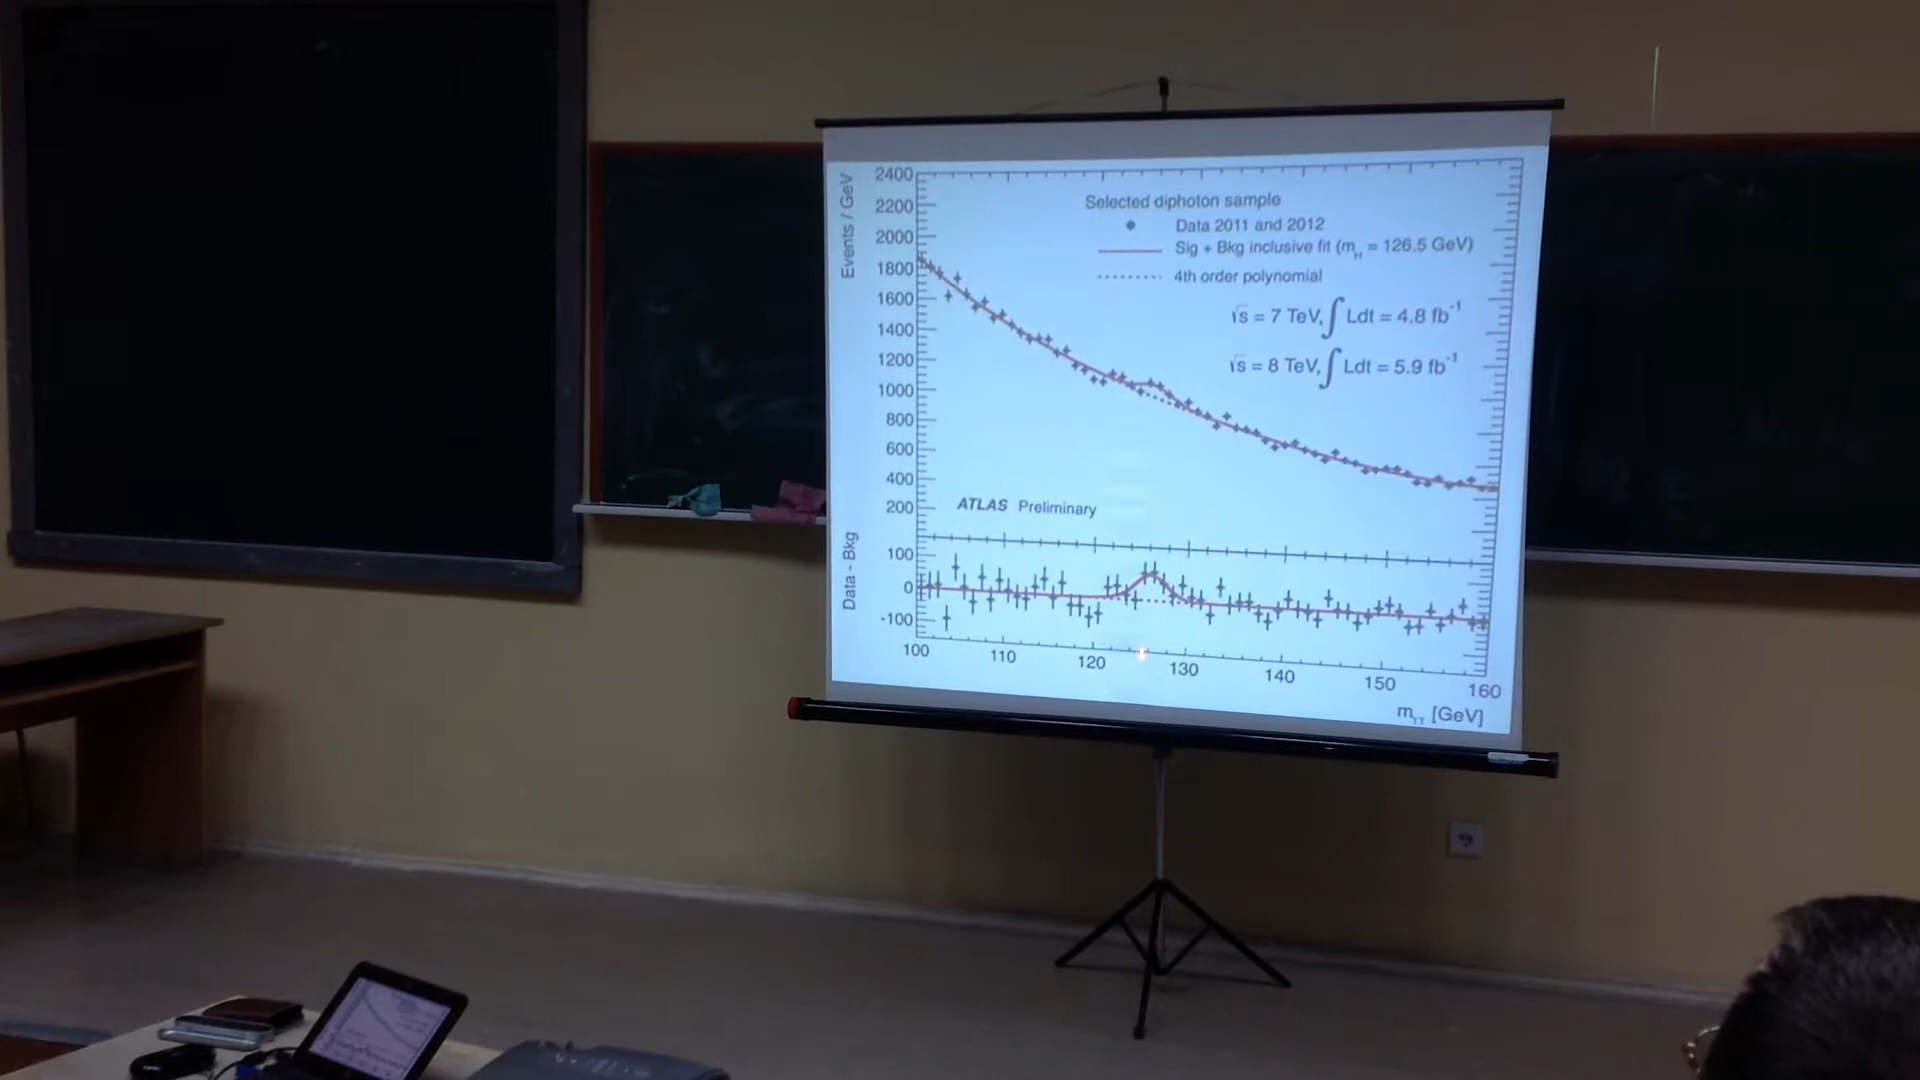 Events / GeV
2400
2200
2000
1800
1600
1400
1200
1000
800
600
400
200
Selected diphoton sample
Data 2011 and 2012
Sig + Bkg inclusive fit (m_H = 126.5 GeV)
4th order polynomial
√s = 7 TeV, ∫ Ldt = 4.8 fb⁻¹
√s = 8 TeV, ∫ Ldt = 5.9 fb⁻¹
ATLAS Preliminary
Data - Bkg
100
0
-100
100 110 120 130 140 150 160
m_γγ [GeV]